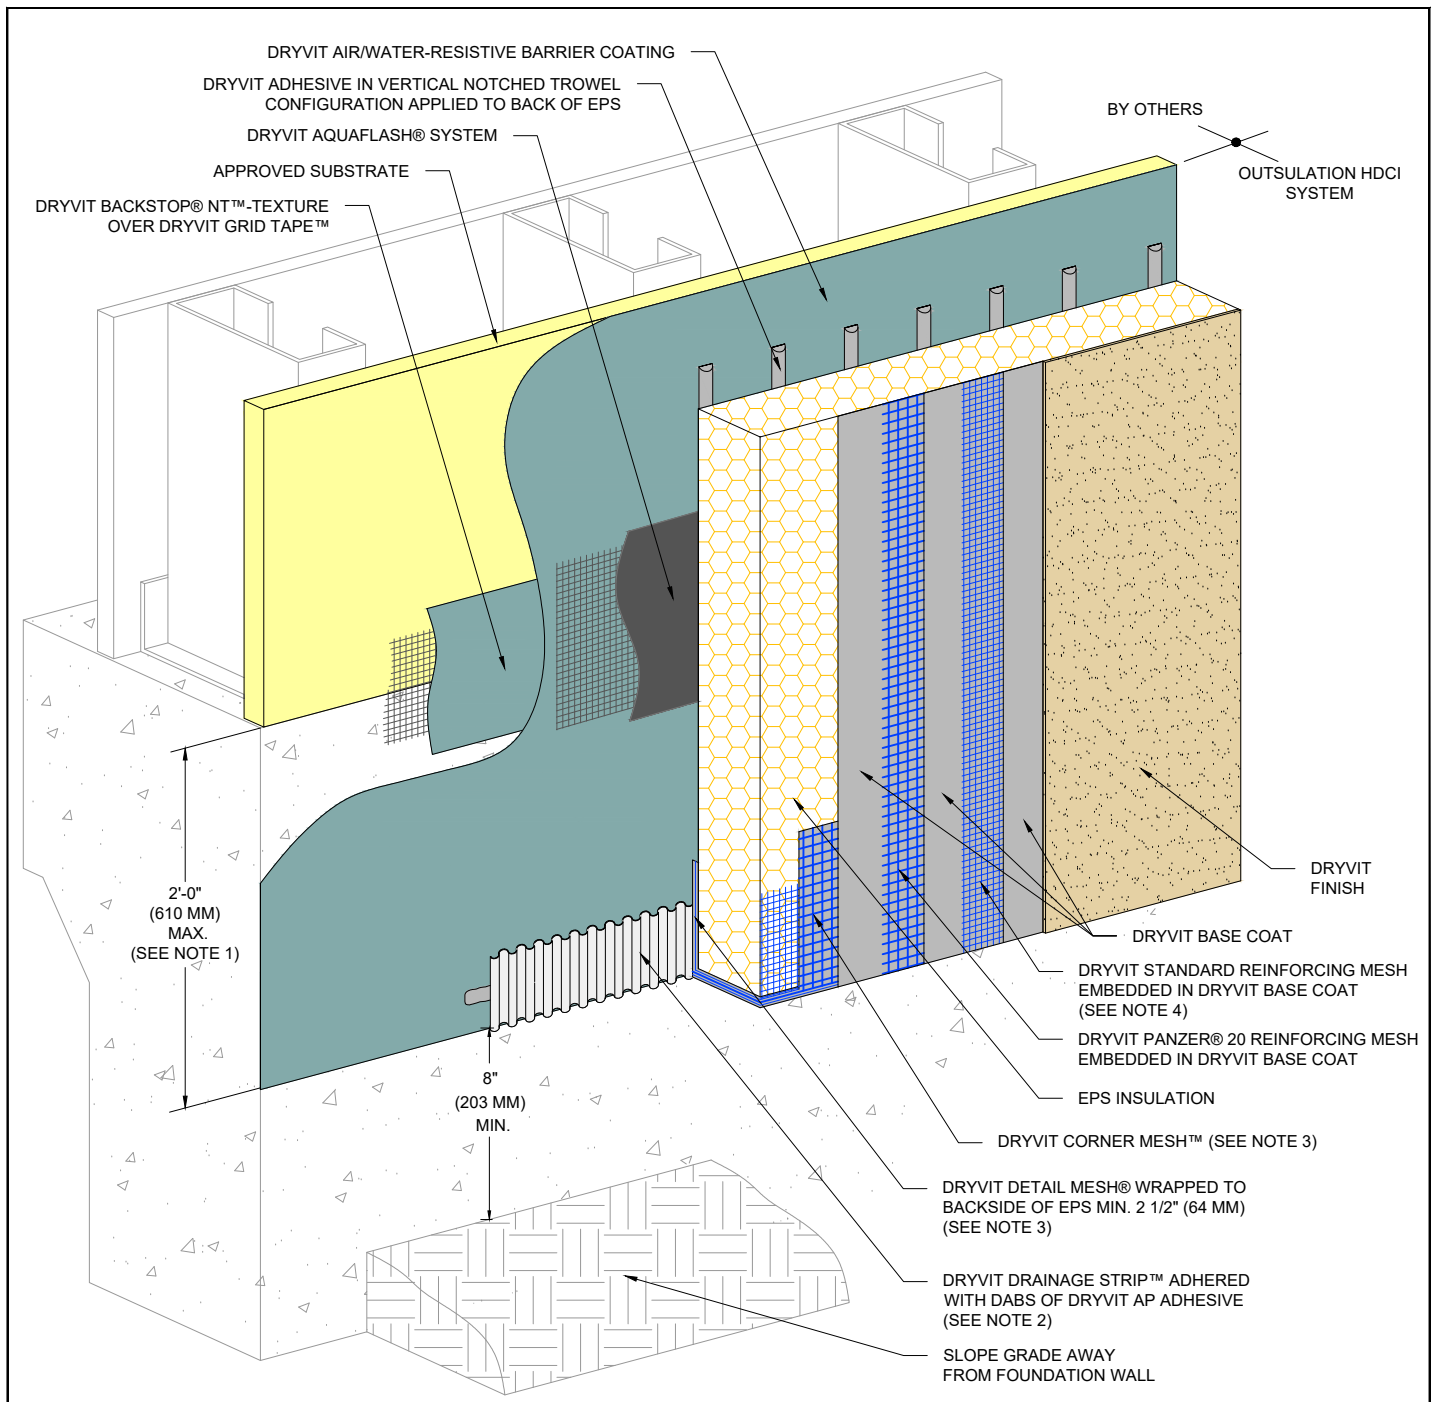 DRYVIT AIR/WATER-RESISTIVE BARRIER COATING
DRYVIT ADHESIVE IN VERTICAL NOTCHED TROWEL
CONFIGURATION APPLIED TO BACK OF EPS
DRYVIT AQUAFLASH® SYSTEM
APPROVED SUBSTRATE
DRYVIT BACKSTOP® NT™-TEXTURE
OVER DRYVIT GRID TAPE™
BY OTHERS
OUTSULATION HDCI
SYSTEM
2'-0"
(610 MM)
MAX.
(SEE NOTE 1)
8"
(203 MM)
MIN.
DRYVIT
FINISH
DRYVIT BASE COAT
DRYVIT STANDARD REINFORCING MESH
EMBEDDED IN DRYVIT BASE COAT
(SEE NOTE 4)
DRYVIT PANZER® 20 REINFORCING MESH
EMBEDDED IN DRYVIT BASE COAT
EPS INSULATION
DRYVIT CORNER MESH™ (SEE NOTE 3)
DRYVIT DETAIL MESH® WRAPPED TO
BACKSIDE OF EPS MIN. 2 1/2" (64 MM)
(SEE NOTE 3)
DRYVIT DRAINAGE STRIP™ ADHERED
WITH DABS OF DRYVIT AP ADHESIVE
(SEE NOTE 2)
SLOPE GRADE AWAY
FROM FOUNDATION WALL